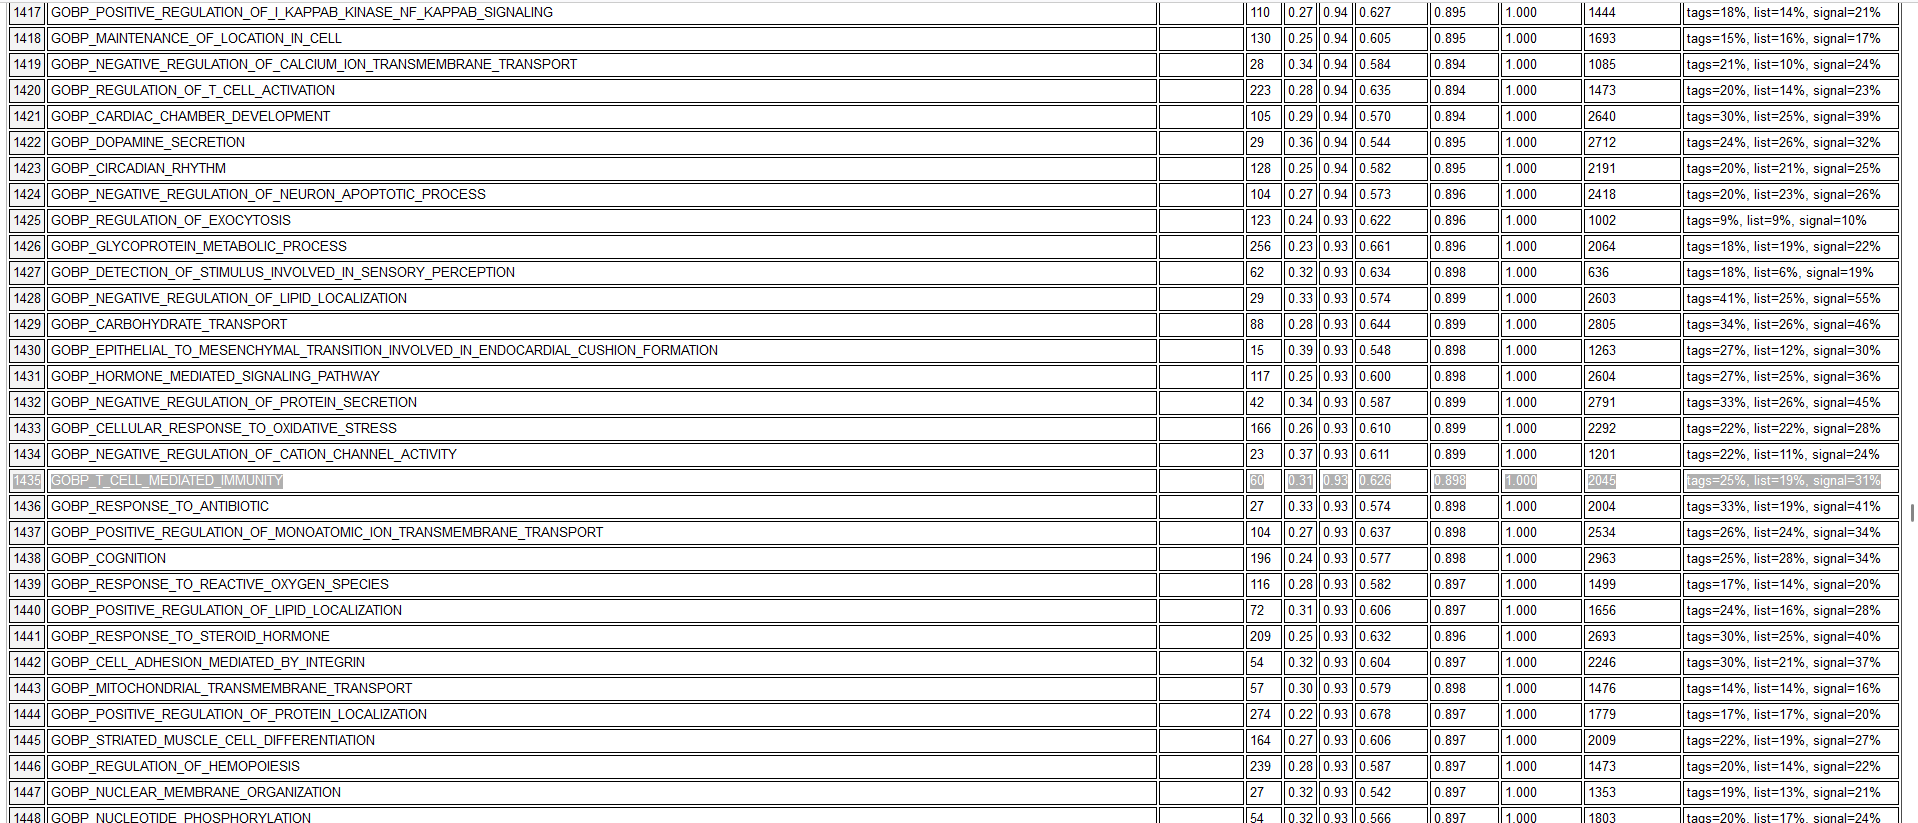 1417 GOBP_POSITIVE_REGULATION_OF_I_KAPPAB_KINASE_NF_KAPPAB_SIGNALING 110 0.27 0.94 0.627 0.895 1.000 1444 tags=18%, list=14%, signal=21%
1418 GOBP_MAINTENANCE_OF_LOCATION_IN_CELL 130 0.25 0.94 0.605 0.895 1.000 1693 tags=15%, list=16%, signal=17%
1419 GOBP_NEGATIVE_REGULATION_OF_CALCIUM_ION_TRANSMEMBRANE_TRANSPORT 28 0.34 0.94 0.584 0.894 1.000 1085 tags=21%, list=10%, signal=24%
1420 GOBP_REGULATION_OF_T_CELL_ACTIVATION 223 0.28 0.94 0.635 0.894 1.000 1473 tags=20%, list=14%, signal=23%
1421 GOBP_CARDIAC_CHAMBER_DEVELOPMENT 105 0.29 0.94 0.570 0.894 1.000 2640 tags=30%, list=25%, signal=39%
1422 GOBP_DOPAMINE_SECRETION 29 0.36 0.94 0.544 0.895 1.000 2712 tags=24%, list=26%, signal=32%
1423 GOBP_CIRCADIAN_RHYTHM 128 0.25 0.94 0.582 0.895 1.000 2191 tags=20%, list=21%, signal=25%
1424 GOBP_NEGATIVE_REGULATION_OF_NEURON_APOPTOTIC_PROCESS 104 0.27 0.94 0.573 0.896 1.000 2418 tags=20%, list=23%, signal=26%
1425 GOBP_REGULATION_OF_EXOCYTOSIS 123 0.24 0.93 0.622 0.896 1.000 1002 tags=9%, list=9%, signal=10%
1426 GOBP_GLYCOPROTEIN_METABOLIC_PROCESS 256 0.23 0.93 0.661 0.896 1.000 2064 tags=18%, list=19%, signal=22%
1427 GOBP_DETECTION_OF_STIMULUS_INVOLVED_IN_SENSORY_PERCEPTION 62 0.32 0.93 0.634 0.898 1.000 636 tags=18%, list=6%, signal=19%
1428 GOBP_NEGATIVE_REGULATION_OF_LIPID_LOCALIZATION 29 0.33 0.93 0.574 0.899 1.000 2603 tags=41%, list=25%, signal=55%
1429 GOBP_CARBOHYDRATE_TRANSPORT 88 0.28 0.93 0.644 0.899 1.000 2805 tags=34%, list=26%, signal=46%
1430 GOBP_EPITHELIAL_TO_MESENCHYMAL_TRANSITION_INVOLVED_IN_ENDOCARDIAL_CUSHION_FORMATION 15 0.39 0.93 0.548 0.898 1.000 1263 tags=27%, list=12%, signal=30%
1431 GOBP_HORMONE_MEDIATED_SIGNALING_PATHWAY 117 0.25 0.93 0.600 0.898 1.000 2604 tags=27%, list=25%, signal=36%
1432 GOBP_NEGATIVE_REGULATION_OF_PROTEIN_SECRETION 42 0.34 0.93 0.587 0.899 1.000 2791 tags=33%, list=26%, signal=45%
1433 GOBP_CELLULAR_RESPONSE_TO_OXIDATIVE_STRESS 166 0.26 0.93 0.610 0.899 1.000 2292 tags=22%, list=22%, signal=28%
1434 GOBP_NEGATIVE_REGULATION_OF_CATION_CHANNEL_ACTIVITY 23 0.37 0.93 0.611 0.899 1.000 1201 tags=22%, list=11%, signal=24%
1435 GOBP_T_CELL_MEDIATED_IMMUNITY 60 0.31 0.93 0.626 0.898 1.000 2045 tags=25%, list=19%, signal=31%
1436 GOBP_RESPONSE_TO_ANTIBIOTIC 27 0.33 0.93 0.574 0.898 1.000 2004 tags=33%, list=19%, signal=41%
1437 GOBP_POSITIVE_REGULATION_OF_MONOATOMIC_ION_TRANSMEMBRANE_TRANSPORT 104 0.27 0.93 0.637 0.898 1.000 2534 tags=26%, list=24%, signal=34%
1438 GOBP_COGNITION 196 0.24 0.93 0.577 0.898 1.000 2963 tags=25%, list=28%, signal=34%
1439 GOBP_RESPONSE_TO_REACTIVE_OXYGEN_SPECIES 116 0.28 0.93 0.582 0.897 1.000 1499 tags=17%, list=14%, signal=20%
1440 GOBP_POSITIVE_REGULATION_OF_LIPID_LOCALIZATION 72 0.31 0.93 0.606 0.897 1.000 1656 tags=24%, list=16%, signal=28%
1441 GOBP_RESPONSE_TO_STEROID_HORMONE 209 0.25 0.93 0.632 0.896 1.000 2693 tags=30%, list=25%, signal=40%
1442 GOBP_CELL_ADHESION_MEDIATED_BY_INTEGRIN 54 0.32 0.93 0.604 0.897 1.000 2246 tags=30%, list=21%, signal=37%
1443 GOBP_MITOCHONDRIAL_TRANSMEMBRANE_TRANSPORT 57 0.30 0.93 0.579 0.898 1.000 1476 tags=14%, list=14%, signal=16%
1444 GOBP_POSITIVE_REGULATION_OF_PROTEIN_LOCALIZATION 274 0.22 0.93 0.678 0.897 1.000 1779 tags=17%, list=17%, signal=20%
1445 GOBP_STRIATED_MUSCLE_CELL_DIFFERENTIATION 164 0.27 0.93 0.606 0.897 1.000 2009 tags=22%, list=19%, signal=27%
1446 GOBP_REGULATION_OF_HEMOPOIESIS 239 0.28 0.93 0.587 0.897 1.000 1473 tags=20%, list=14%, signal=22%
1447 GOBP_NUCLEAR_MEMBRANE_ORGANIZATION 27 0.32 0.93 0.542 0.897 1.000 1353 tags=19%, list=13%, signal=21%
1448 GOBP_NUCLEOTIDE_PHOSPHORYLATION 54 0.32 0.93 0.566 0.897 1.000 1803 tags=20%, list=17%, signal=24%